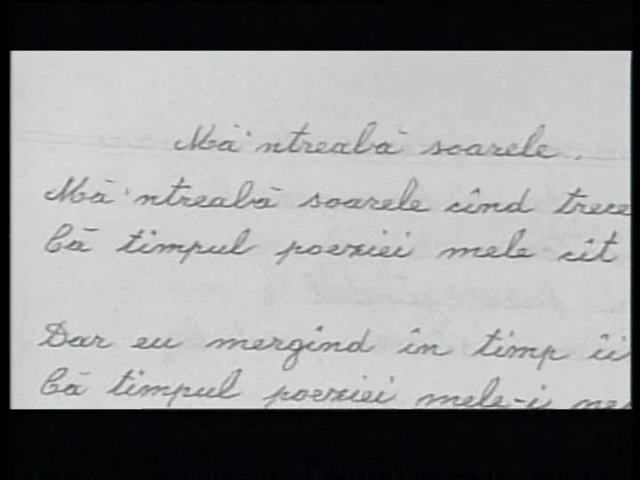 Mă 'ntreabă soarele.
Mă 'ntreabă soarele cînd trece
Că timpul poeziei mele cît
Dar eu mergînd în timp îi
Că timpul poeziei mele-i